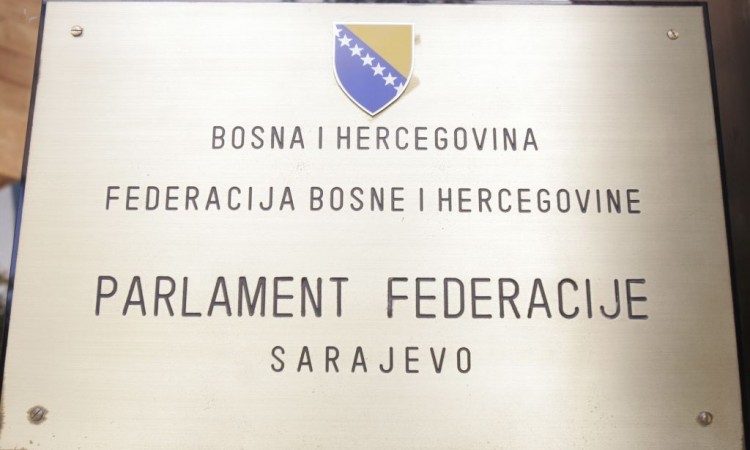 BOSNA I HERCEGOVINA
FEDERACIJA BOSNE I HERCEGOVINE
PARLAMENT FEDERACIJE
SARAJEVO